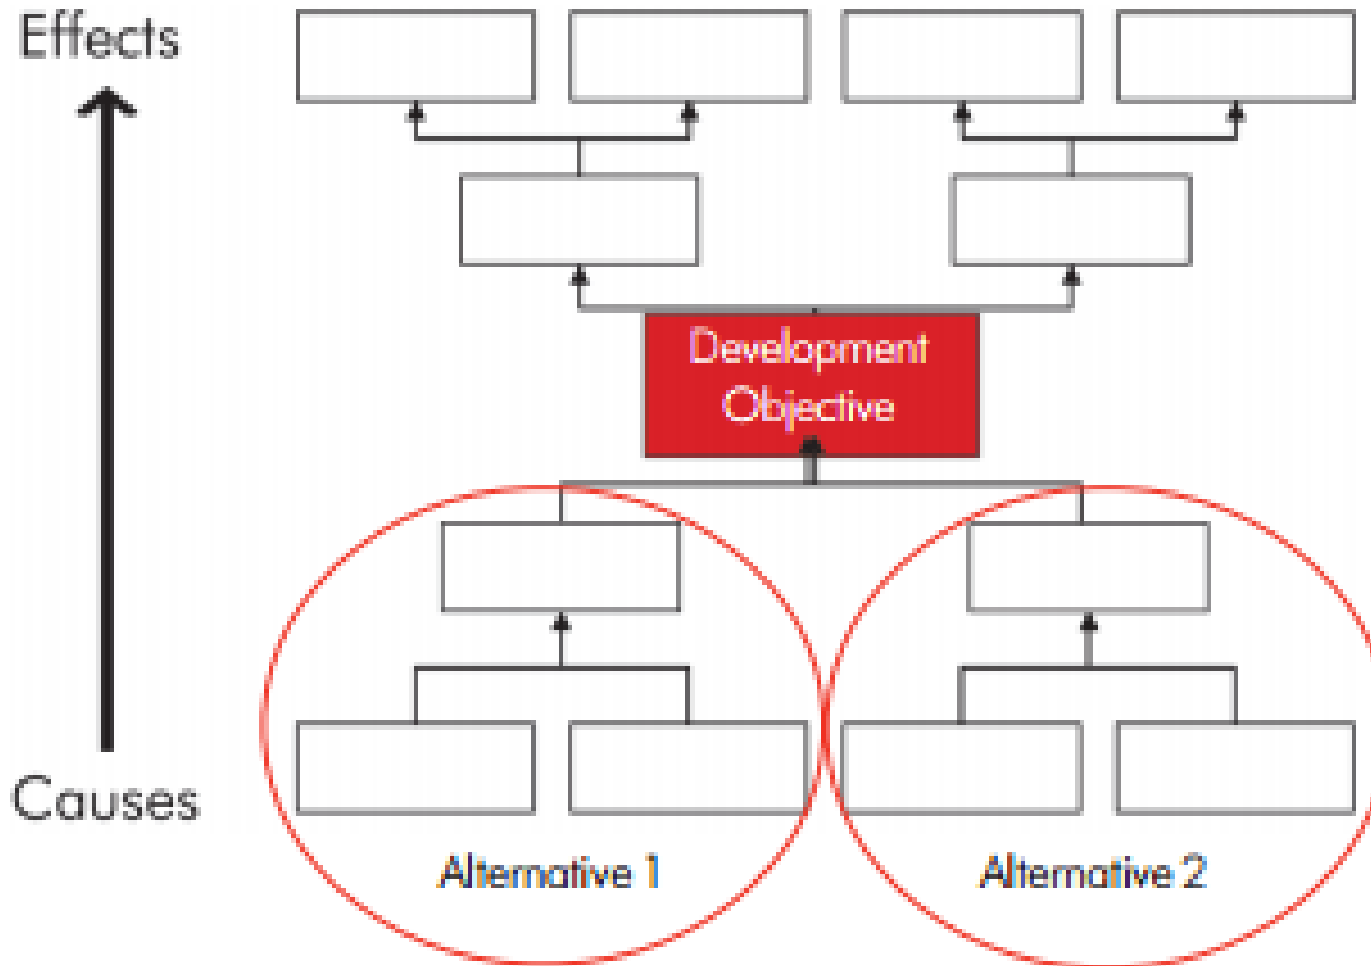 Effects
Development
Objective
Causes
Alternative 1
Alternative 2